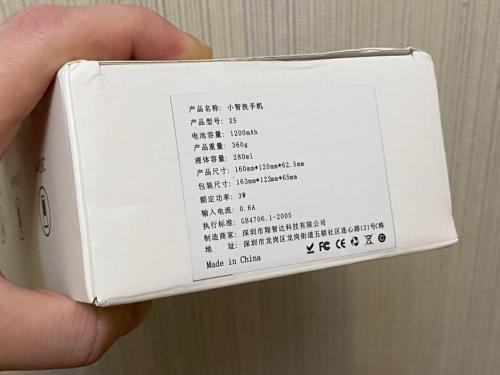 产品名称: 小智洗手机
产品型号: X5
电池容量: 1200mAh
产品重量: 360g
液体容量: 280ml
产品尺寸: 160mm*120mm*62.5mm
包装尺寸: 163mm*122mm*65mm
额定功率: 3W
输入电流: 0.6A
执行标准: GB4706.1-2005
制造商家: 深圳市翔智达科技有限公司
地 址: 深圳市龙岗区龙岗街道五联社区连心路121号C栋
Made in China
FC CE